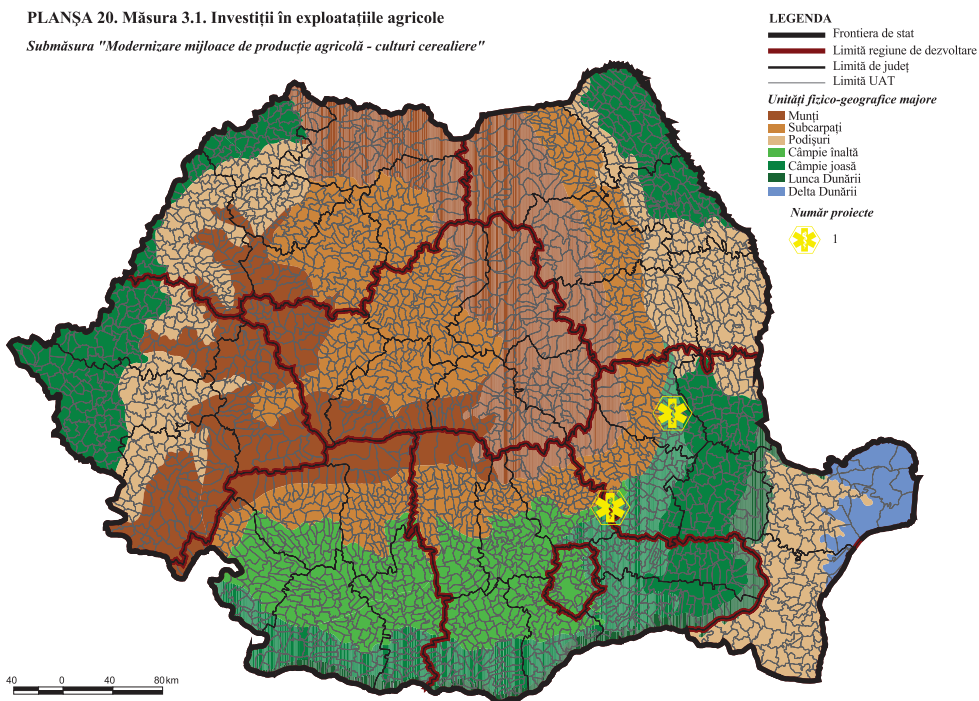 PLANȘA 20. Măsura 3.1. Investiții în exploatațiile agricole
Submăsura "Modernizare mijloace de producție agricolă - culturi cerealiere"
LEGENDA
Frontiera de stat
Limită regiune de dezvoltare
Limită de județ
Limită UAT
Unități fizico-geografice majore
Munți
Subcarpați
Podișuri
Câmpie înaltă
Câmpie joasă
Lunca Dunării
Delta Dunării
Număr proiecte
1
40 0 40 80 km